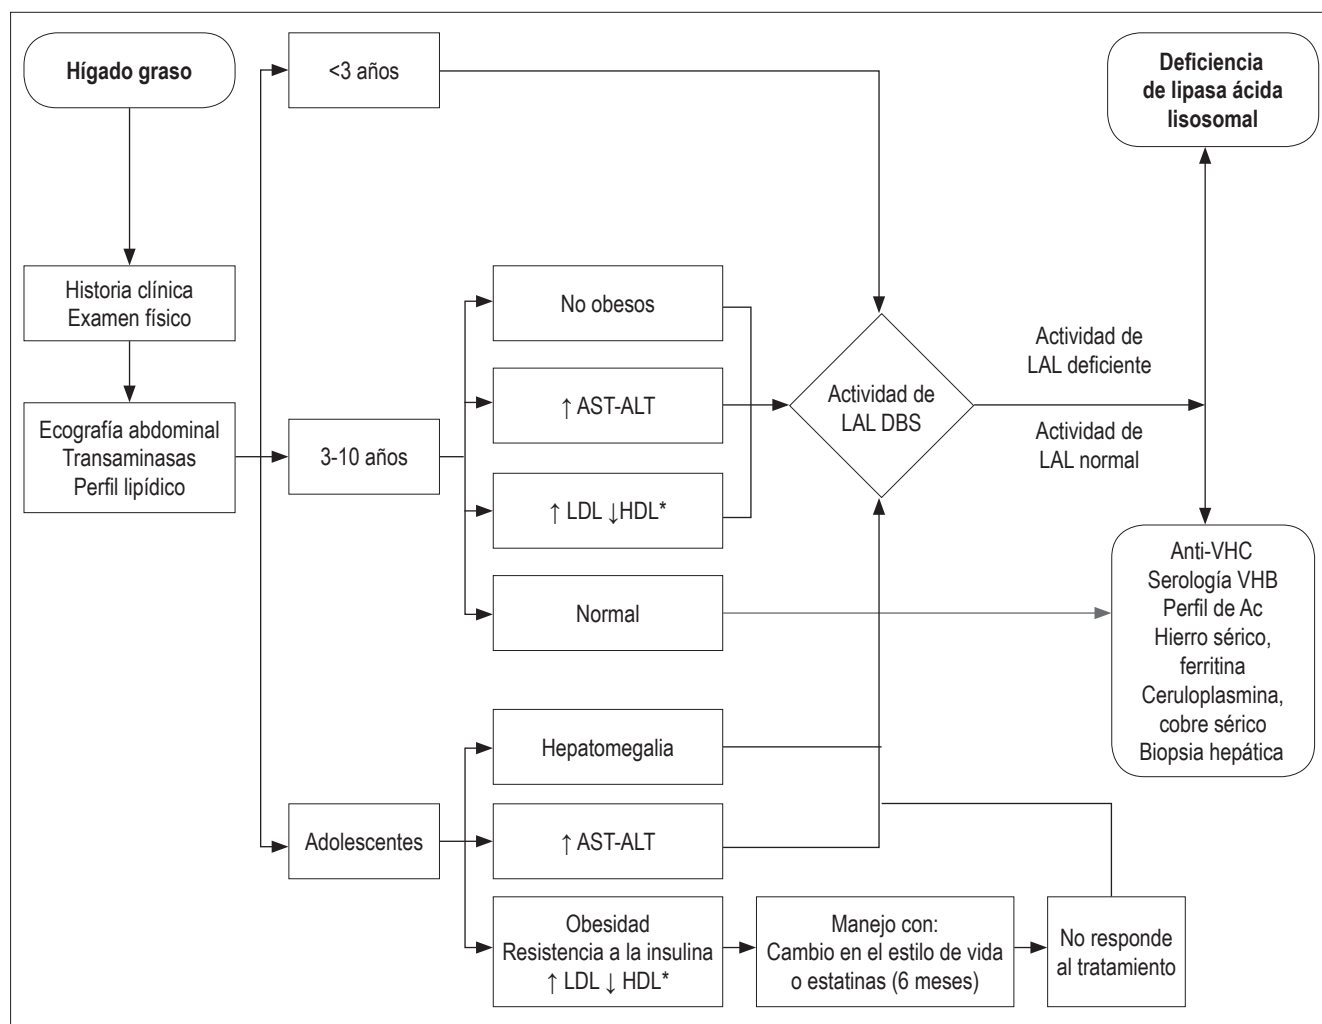 Hígado graso
Historia clínica
Examen físico
Ecografía abdominal
Transaminasas
Perfil lipídico
<3 años
3-10 años
Adolescentes
No obesos
↑ AST-ALT
↑ LDL ↓HDL*
Normal
Hepatomegalia
↑ AST-ALT
Obesidad
Resistencia a la insulina
↑ LDL ↓ HDL*
Manejo con:
Cambio en el estilo de vida
o estatinas (6 meses)
No responde
al tratamiento
Actividad de
LAL DBS
Actividad de
LAL deficiente
Actividad de
LAL normal
Deficiencia
de lipasa ácida
lisosomal
Anti-VHC
Serología VHB
Perfil de Ac
Hierro sérico,
ferritina
Ceruloplasmina,
cobre sérico
Biopsia hepática